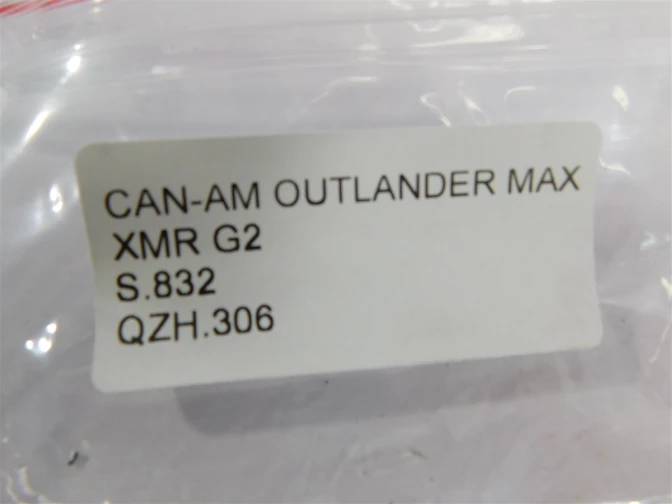 CAN-AM OUTLANDER MAX
XMR G2
S.832
QZH.306